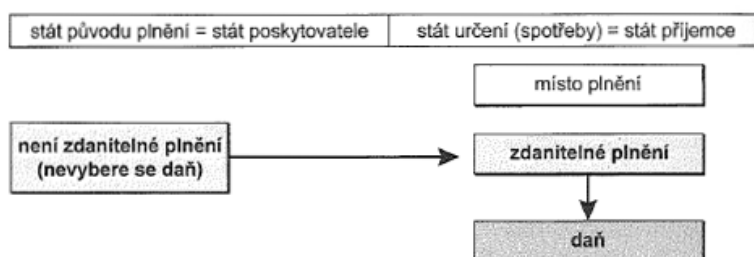 stát původu plnění = stát poskytovatele
stát určení (spotřeby) = stát příjemce
místo plnění
není zdanitelné plnění
(nevybere se daň)
zdanitelné plnění
daň